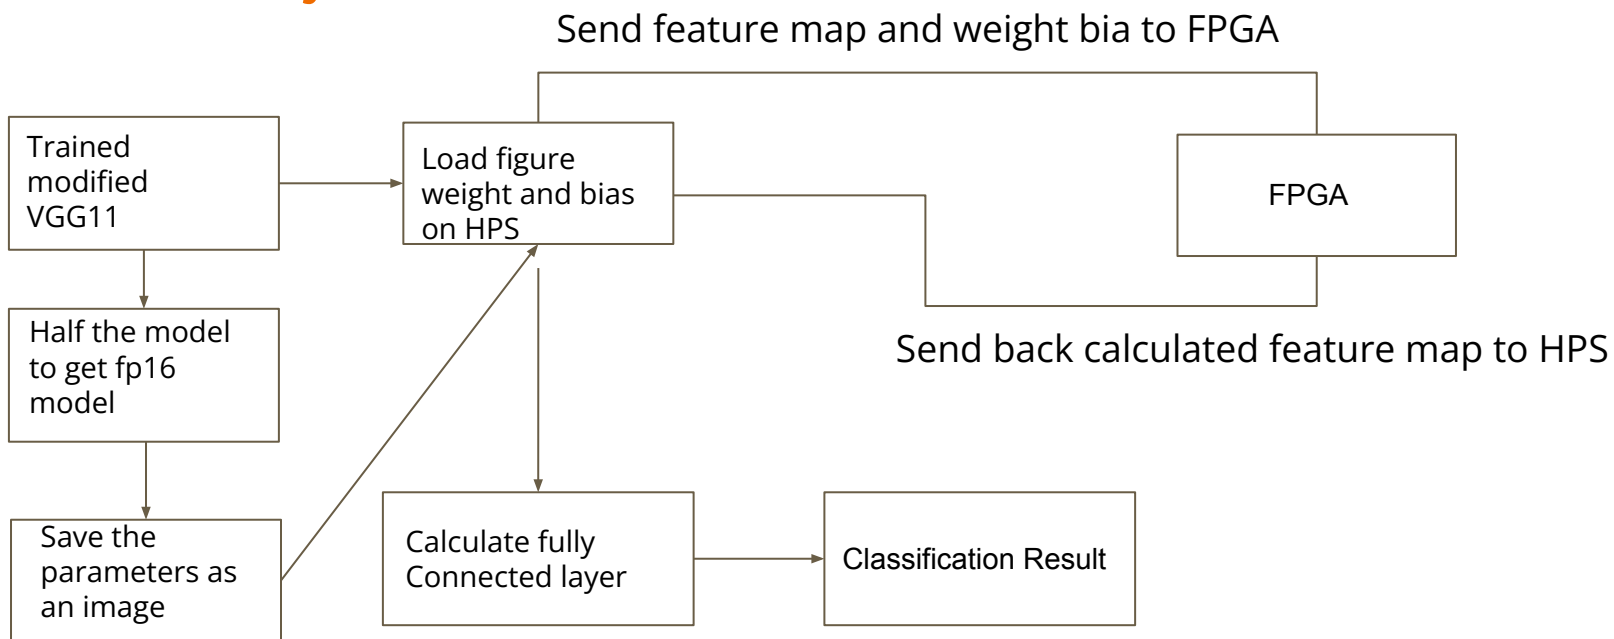 Send feature map and weight bia to FPGA
Trained
modified
VGG11
Load figure
weight and bias
on HPS
FPGA
Half the model
to get fp16
model
Send back calculated feature map to HPS
Save the
parameters as
an image
Calculate fully
Connected layer
Classification Result